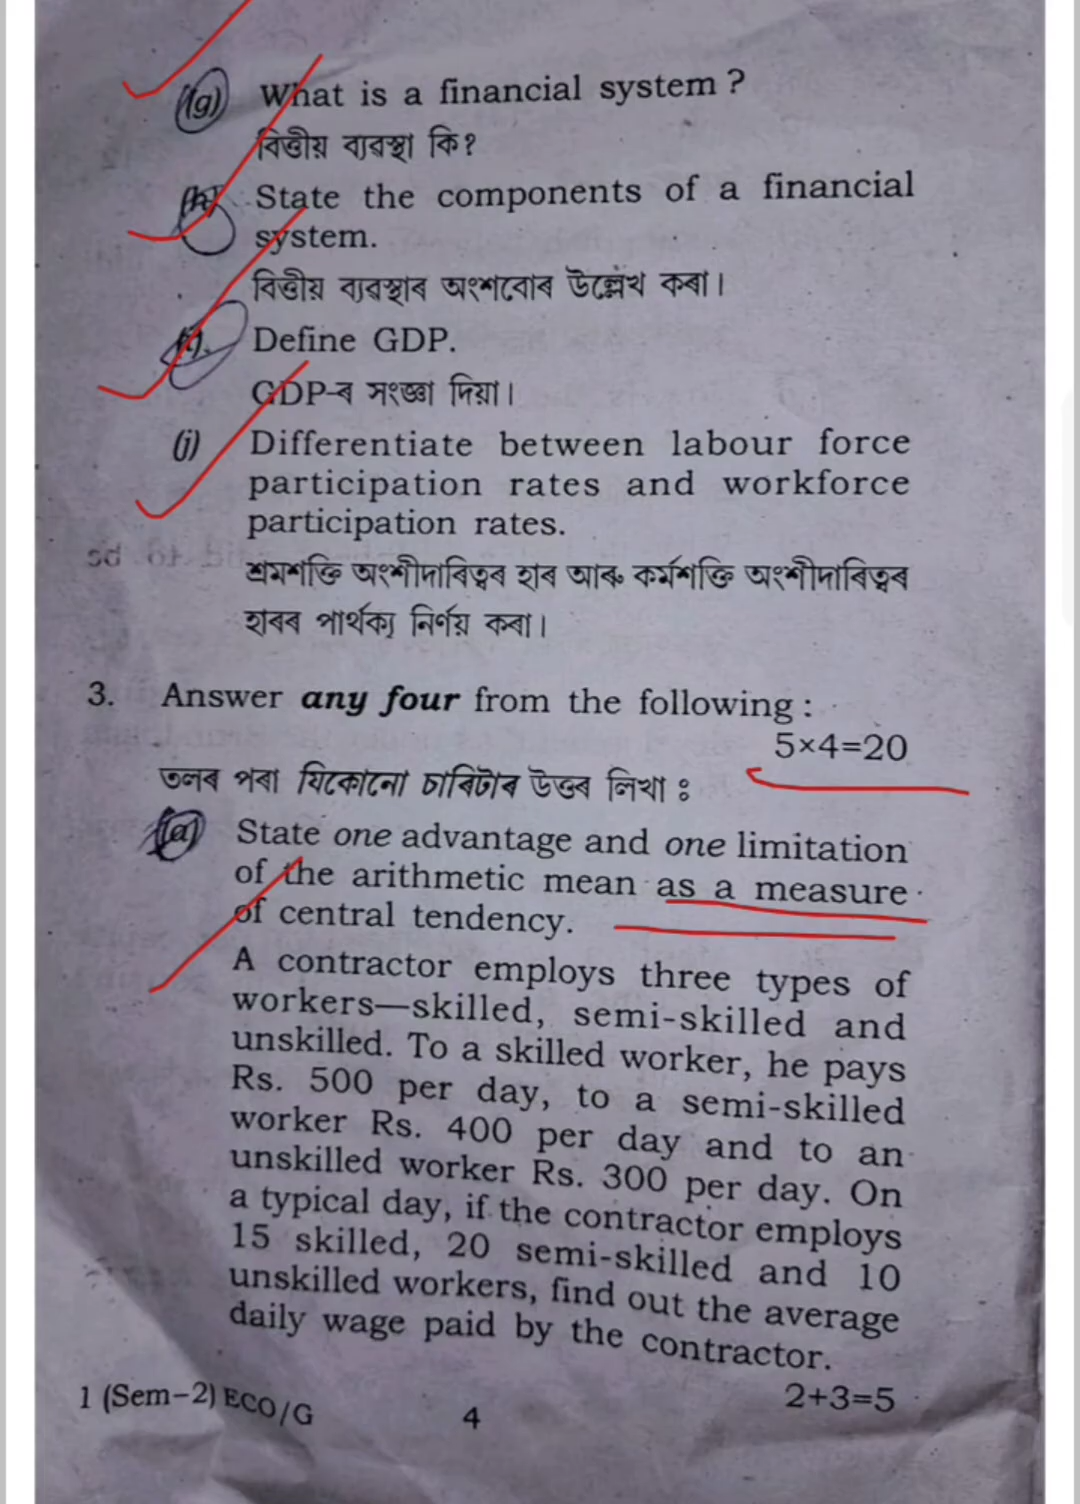 (g) What is a financial system ?
বিত্তীয় ব্যৱস্থা কি?
(h) State the components of a financial
system.
বিত্তীয় ব্যৱস্থাৰ অংশবোৰ উল্লেখ কৰা।
(i) Define GDP.
GDP-ৰ সংজ্ঞা দিয়া।
(j) Differentiate between labour force
participation rates and workforce
participation rates.
শ্ৰমশক্তি অংশীদাৰিত্বৰ হাৰ আৰু কৰ্মশক্তি অংশীদাৰিত্বৰ
হাৰৰ পাৰ্থক্য নিৰ্ণয় কৰা।
3. Answer any four from the following :
5×4=20
তলৰ পৰা যিকোনো চাৰিটাৰ উত্তৰ লিখা ঃ
(a) State one advantage and one limitation
of the arithmetic mean as a measure
of central tendency.
A contractor employs three types of
workers—skilled, semi-skilled and
unskilled. To a skilled worker, he pays
Rs. 500 per day, to a semi-skilled
worker Rs. 400 per day and to an
unskilled worker Rs. 300 per day. On
a typical day, if the contractor employs
15 skilled, 20 semi-skilled and 10
unskilled workers, find out the average
daily wage paid by the contractor.
2+3=5
1 (Sem-2) ECO/G 4